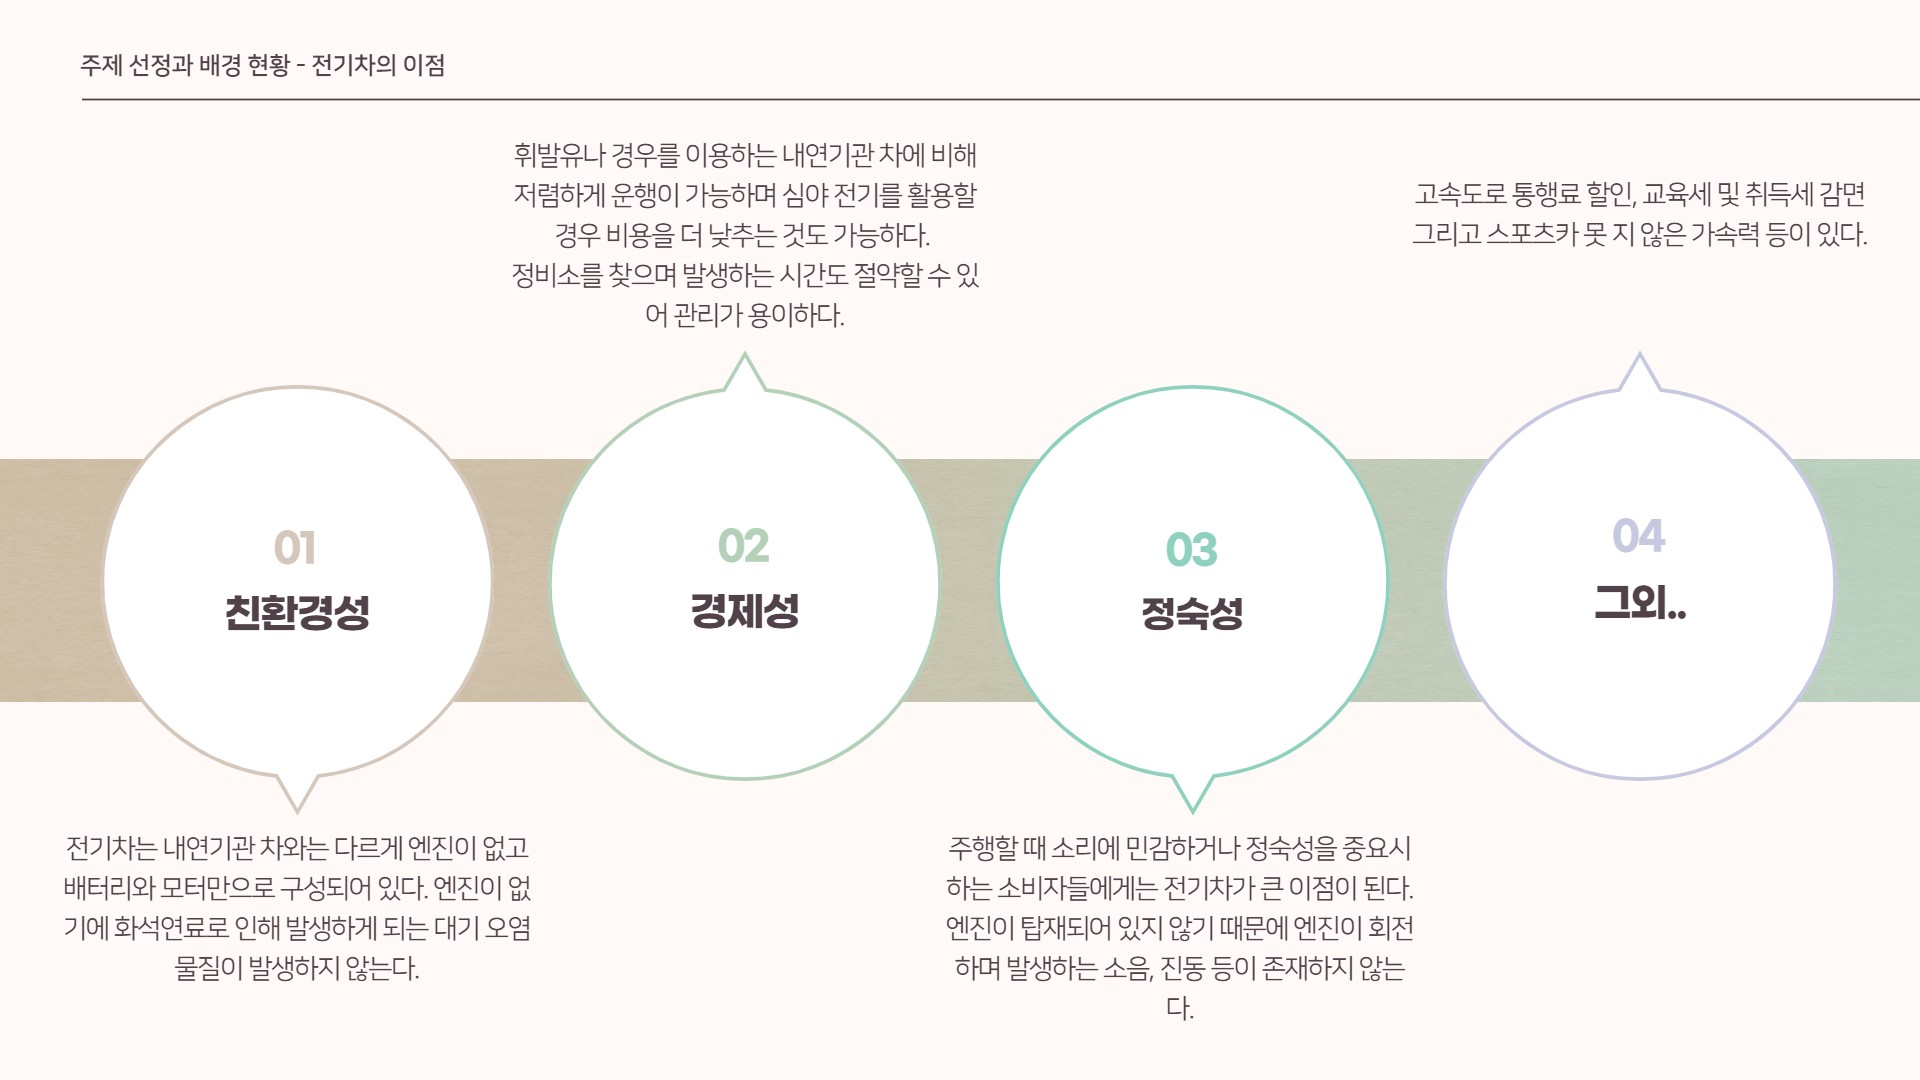 주제 선정과 배경 현황 - 전기차의 이점
01
친환경성
전기차는 내연기관 차와는 다르게 엔진이 없고
배터리와 모터만으로 구성되어 있다. 엔진이 없
기에 화석연료로 인해 발생하게 되는 대기 오염
물질이 발생하지 않는다.
휘발유나 경우를 이용하는 내연기관 차에 비해
저렴하게 운행이 가능하며 심야 전기를 활용할
경우 비용을 더 낮추는 것도 가능하다.
정비소를 찾으며 발생하는 시간도 절약할 수 있
어 관리가 용이하다.
02
경제성
03
정숙성
주행할 때 소리에 민감하거나 정숙성을 중요시
하는 소비자들에게는 전기차가 큰 이점이 된다.
엔진이 탑재되어 있지 않기 때문에 엔진이 회전
하며 발생하는 소음, 진동 등이 존재하지 않는
다.
고속도로 통행료 할인, 교육세 및 취득세 감면
그리고 스포츠카 못 지 않은 가속력 등이 있다.
04
그외..